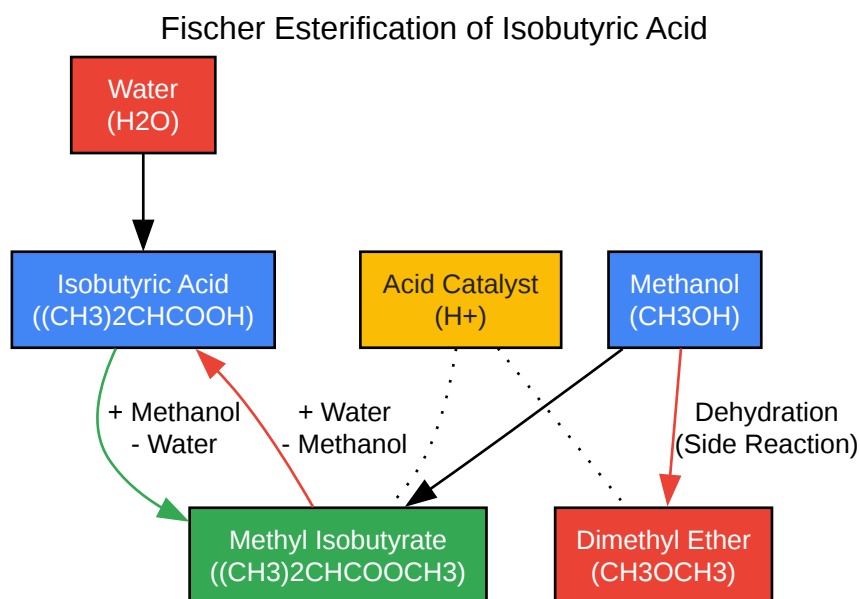 Fischer Esterification of Isobutyric Acid
Water
(H2O)
Isobutyric Acid
((CH3)2CHCOOH)
Acid Catalyst
(H+)
Methanol
(CH3OH)
+ Methanol
- Water
+ Water
- Methanol
Dehydration
(Side Reaction)
Methyl Isobutyrate
((CH3)2CHCOOCH3)
Dimethyl Ether
(CH3OCH3)